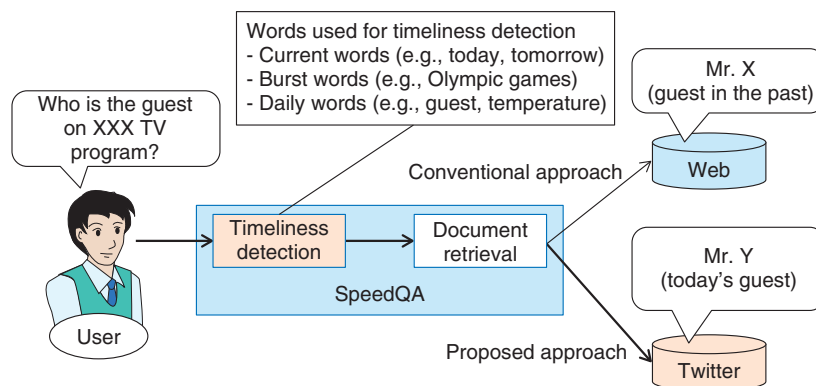 Words used for timeliness detection
- Current words (e.g., today, tomorrow)
- Burst words (e.g., Olympic games)
- Daily words (e.g., guest, temperature)
Who is the guest
on XXX TV
program?
Mr. X
(guest in the past)
Conventional approach
Web
Timeliness
detection
Document
retrieval
SpeedQA
Mr. Y
(today's guest)
User
Proposed approach
Twitter